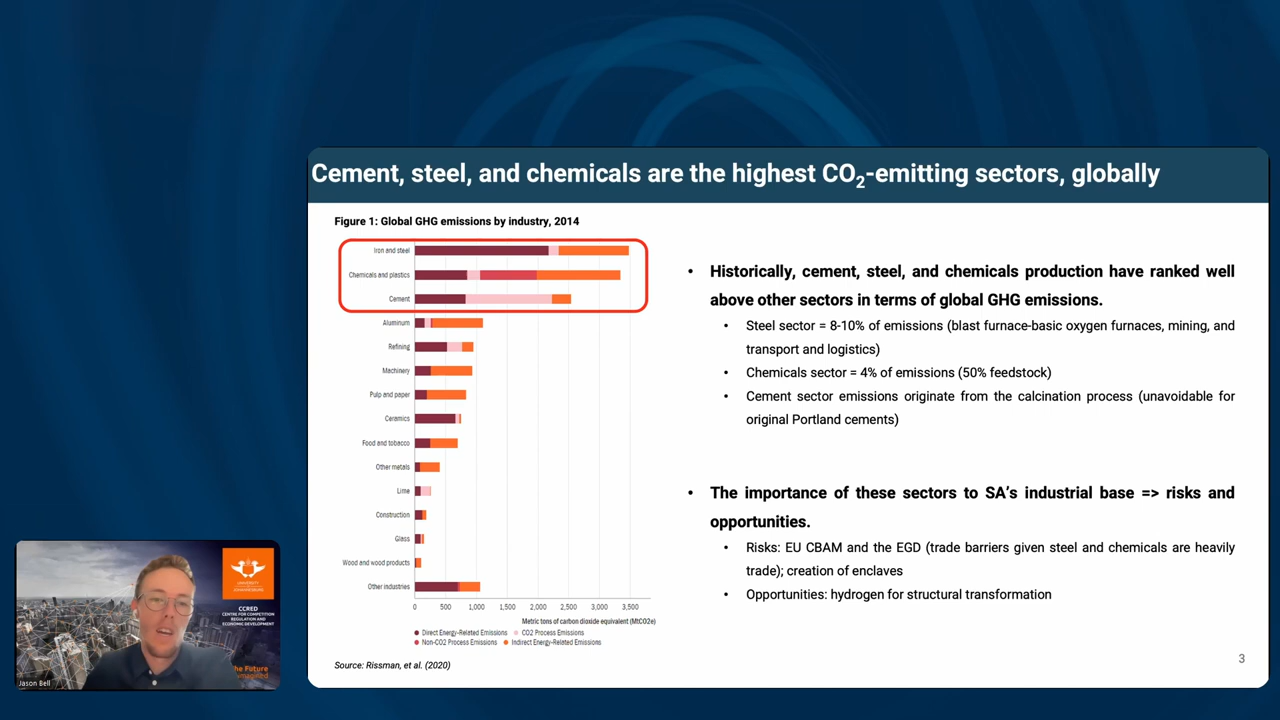 Cement, steel, and chemicals are the highest CO2-emitting sectors, globally
Figure 1: Global GHG emissions by industry, 2014
Iron and steel
Chemicals and plastics
Cement
Aluminum
Refining
Machinery
Pulp and paper
Ceramics
Food and tobacco
Other metals
Lime
Construction
Glass
Wood and wood products
Other industries
0 500 1,000 1,500 2,000 2,500 3,000 3,500
Metric tons of carbon dioxide equivalent (MtCO2e)
Direct Energy-Related Emissions CO2 Process Emissions
Non-CO2 Process Emissions Indirect Energy-Related Emissions
Source: Rissman, et al. (2020)
• Historically, cement, steel, and chemicals production have ranked well
above other sectors in terms of global GHG emissions.
• Steel sector = 8-10% of emissions (blast furnace-basic oxygen furnaces, mining, and
transport and logistics)
• Chemicals sector = 4% of emissions (50% feedstock)
• Cement sector emissions originate from the calcination process (unavoidable for
original Portland cements)
• The importance of these sectors to SA's industrial base => risks and
opportunities.
• Risks: EU CBAM and the EGD (trade barriers given steel and chemicals are heavily
trade); creation of enclaves
• Opportunities: hydrogen for structural transformation
3
UNIVERSITY
OF
JOHANNESBURG
CCRED
CENTRE FOR COMPETITION
REGULATION AND
ECONOMIC DEVELOPMENT
Jason Bell